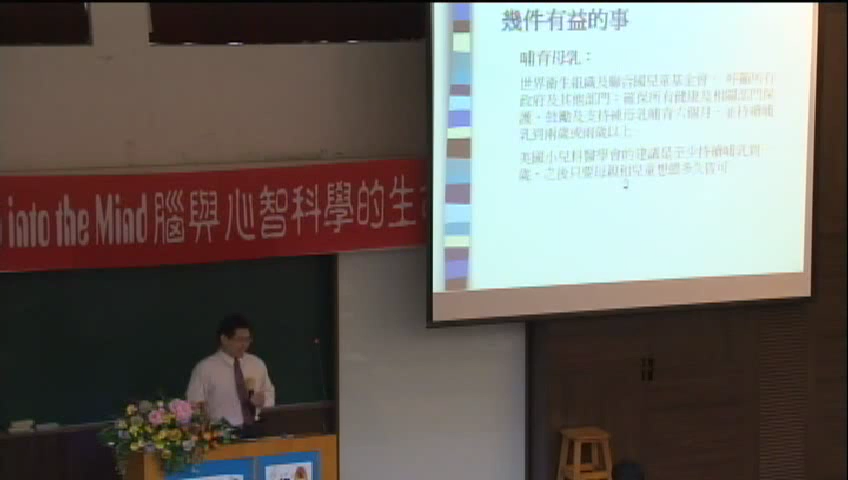 幾件有益的事
哺育母乳：
世界衛生組織及聯合國兒童基金會， 呼籲所有
政府及其他部門：確保所有健康及相關部門保
護、鼓勵及支持純母乳哺育六個月，並持續哺
乳到兩歲或兩歲以上
美國小兒科醫學會的建議是至少持續哺乳到一
歲，之後只要母親和兒童想餵多久皆可
into the Mind 腦與心智科學的生